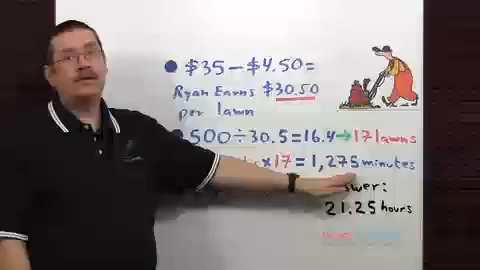 ● $35 – $4.50 =
Ryan Earns $30.50
per lawn
500 ÷ 30.5 = 16.4 → 17 lawns
× 17 = 1,275 minutes
21.25 hours